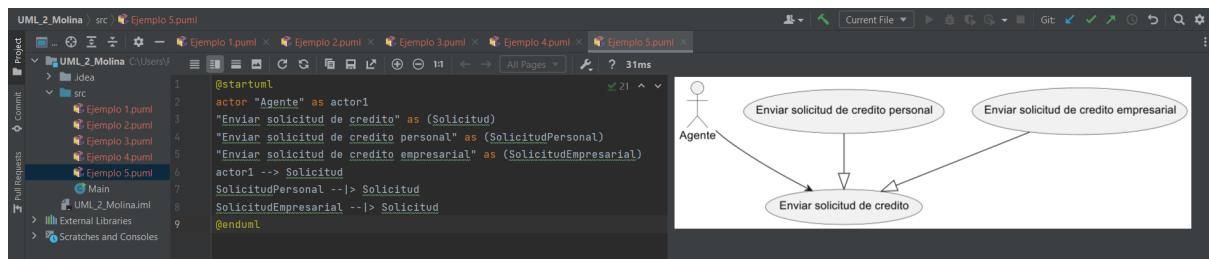 UML_2_Molina > src > Ejemplo 5.puml
Current File
Git:
Project
Ejemplo 1.puml
Ejemplo 2.puml
Ejemplo 3.puml
Ejemplo 4.puml
Ejemplo 5.puml
UML_2_Molina C:\Users\F
.idea
src
Ejemplo 1.puml
Ejemplo 2.puml
Ejemplo 3.puml
Ejemplo 4.puml
Ejemplo 5.puml
Main
UML_2_Molina.iml
External Libraries
Scratches and Consoles
Commit
Pull Requests
1:1
All Pages
? 31ms
21
1 @startuml
2 actor "Agente" as actor1
3 "Enviar solicitud de credito" as (Solicitud)
4 "Enviar solicitud de credito personal" as (SolicitudPersonal)
5 "Enviar solicitud de credito empresarial" as (SolicitudEmpresarial)
6 actor1 --> Solicitud
7 SolicitudPersonal --|> Solicitud
8 SolicitudEmpresarial --|> Solicitud
9 @enduml
Agente
Enviar solicitud de credito personal
Enviar solicitud de credito empresarial
Enviar solicitud de credito